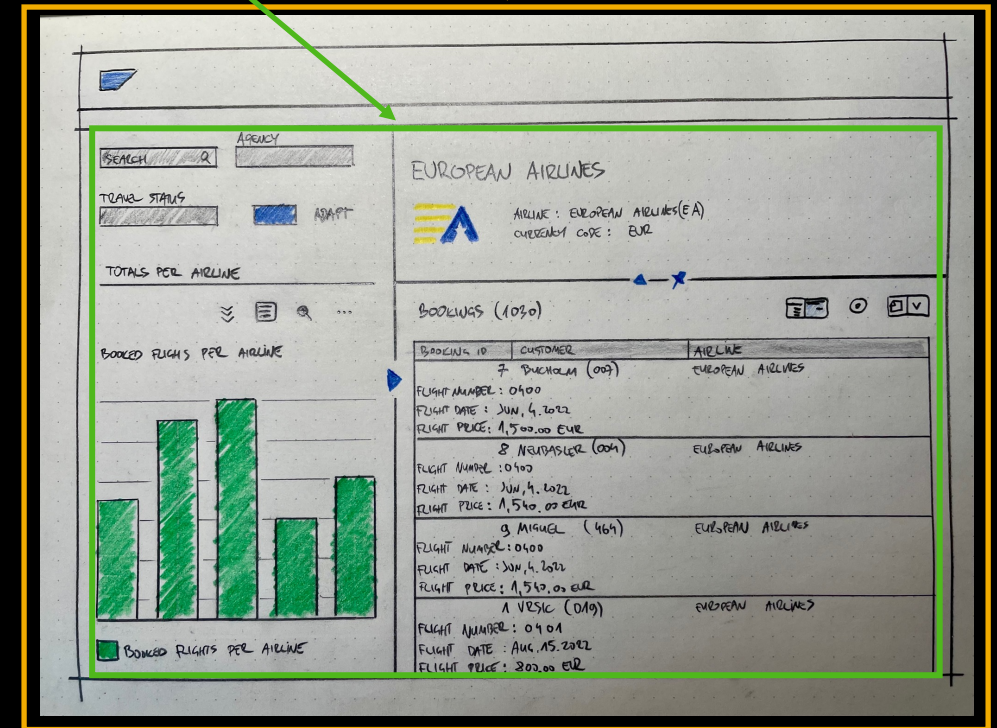 SEARCH
AGENCY
TRAVEL STATUS
ADAPT
TOTALS PER AIRLINE
BOOKED FLIGHS PER AIRLINE
BOOKED FLIGHTS PER AIRLINE
EUROPEAN AIRLINES
AIRLINE : EUROPEAN AIRLINES(EA)
CURRENCY CODE : EUR
BOOKINGS (1030)
BOOKING ID CUSTOMER AIRLINE
7 BUCHOLM (007) EUROPEAN AIRLINES
FLIGHT NUMBER : 0400
FLIGHT DATE : JUN, 4. 2022
FLIGHT PRICE: 1,500.00 EUR
8 NEUBASLER (004) EUROPEAN AIRLINES
FLIGHT NUMBER : 0400
FLIGHT DATE : JUN, 4. 2022
FLIGHT PRICE : 1,540.00 EUR
9 MIGUEL (464) EUROPEAN AIRLINES
FLIGHT NUMBER : 0400
FLIGHT DATE : JUN, 4. 2022
FLIGHT PRICE : 1,540.00 EUR
1 VRSIC (019) EUROPEAN AIRLINES
FLIGHT NUMBER : 0401
FLIGHT DATE : AUG. 15. 2022
FLIGHT PRICE : 800.00 EUR